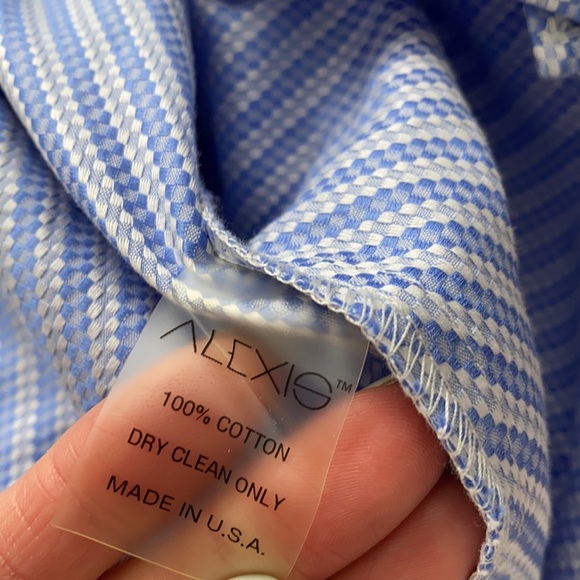 ALEXIS™
100% COTTON
DRY CLEAN ONLY
MADE IN U.S.A.